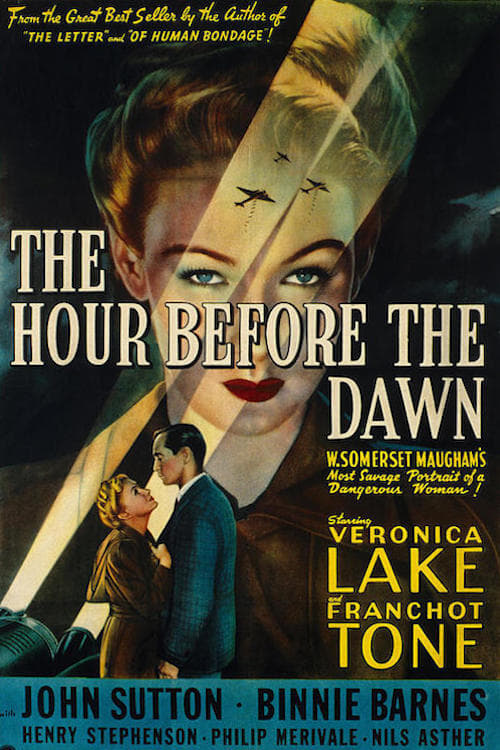 From the Great Best Seller by the Author of
"THE LETTER" and "OF HUMAN BONDAGE"!
THE
HOUR BEFORE THE
DAWN
W. SOMERSET MAUGHAM'S
Most Savage Portrait of a
Dangerous Woman!
Starring
VERONICA
LAKE
and
FRANCHOT
TONE
with JOHN SUTTON · BINNIE BARNES
HENRY STEPHENSON · PHILIP MERIVALE · NILS ASTHER